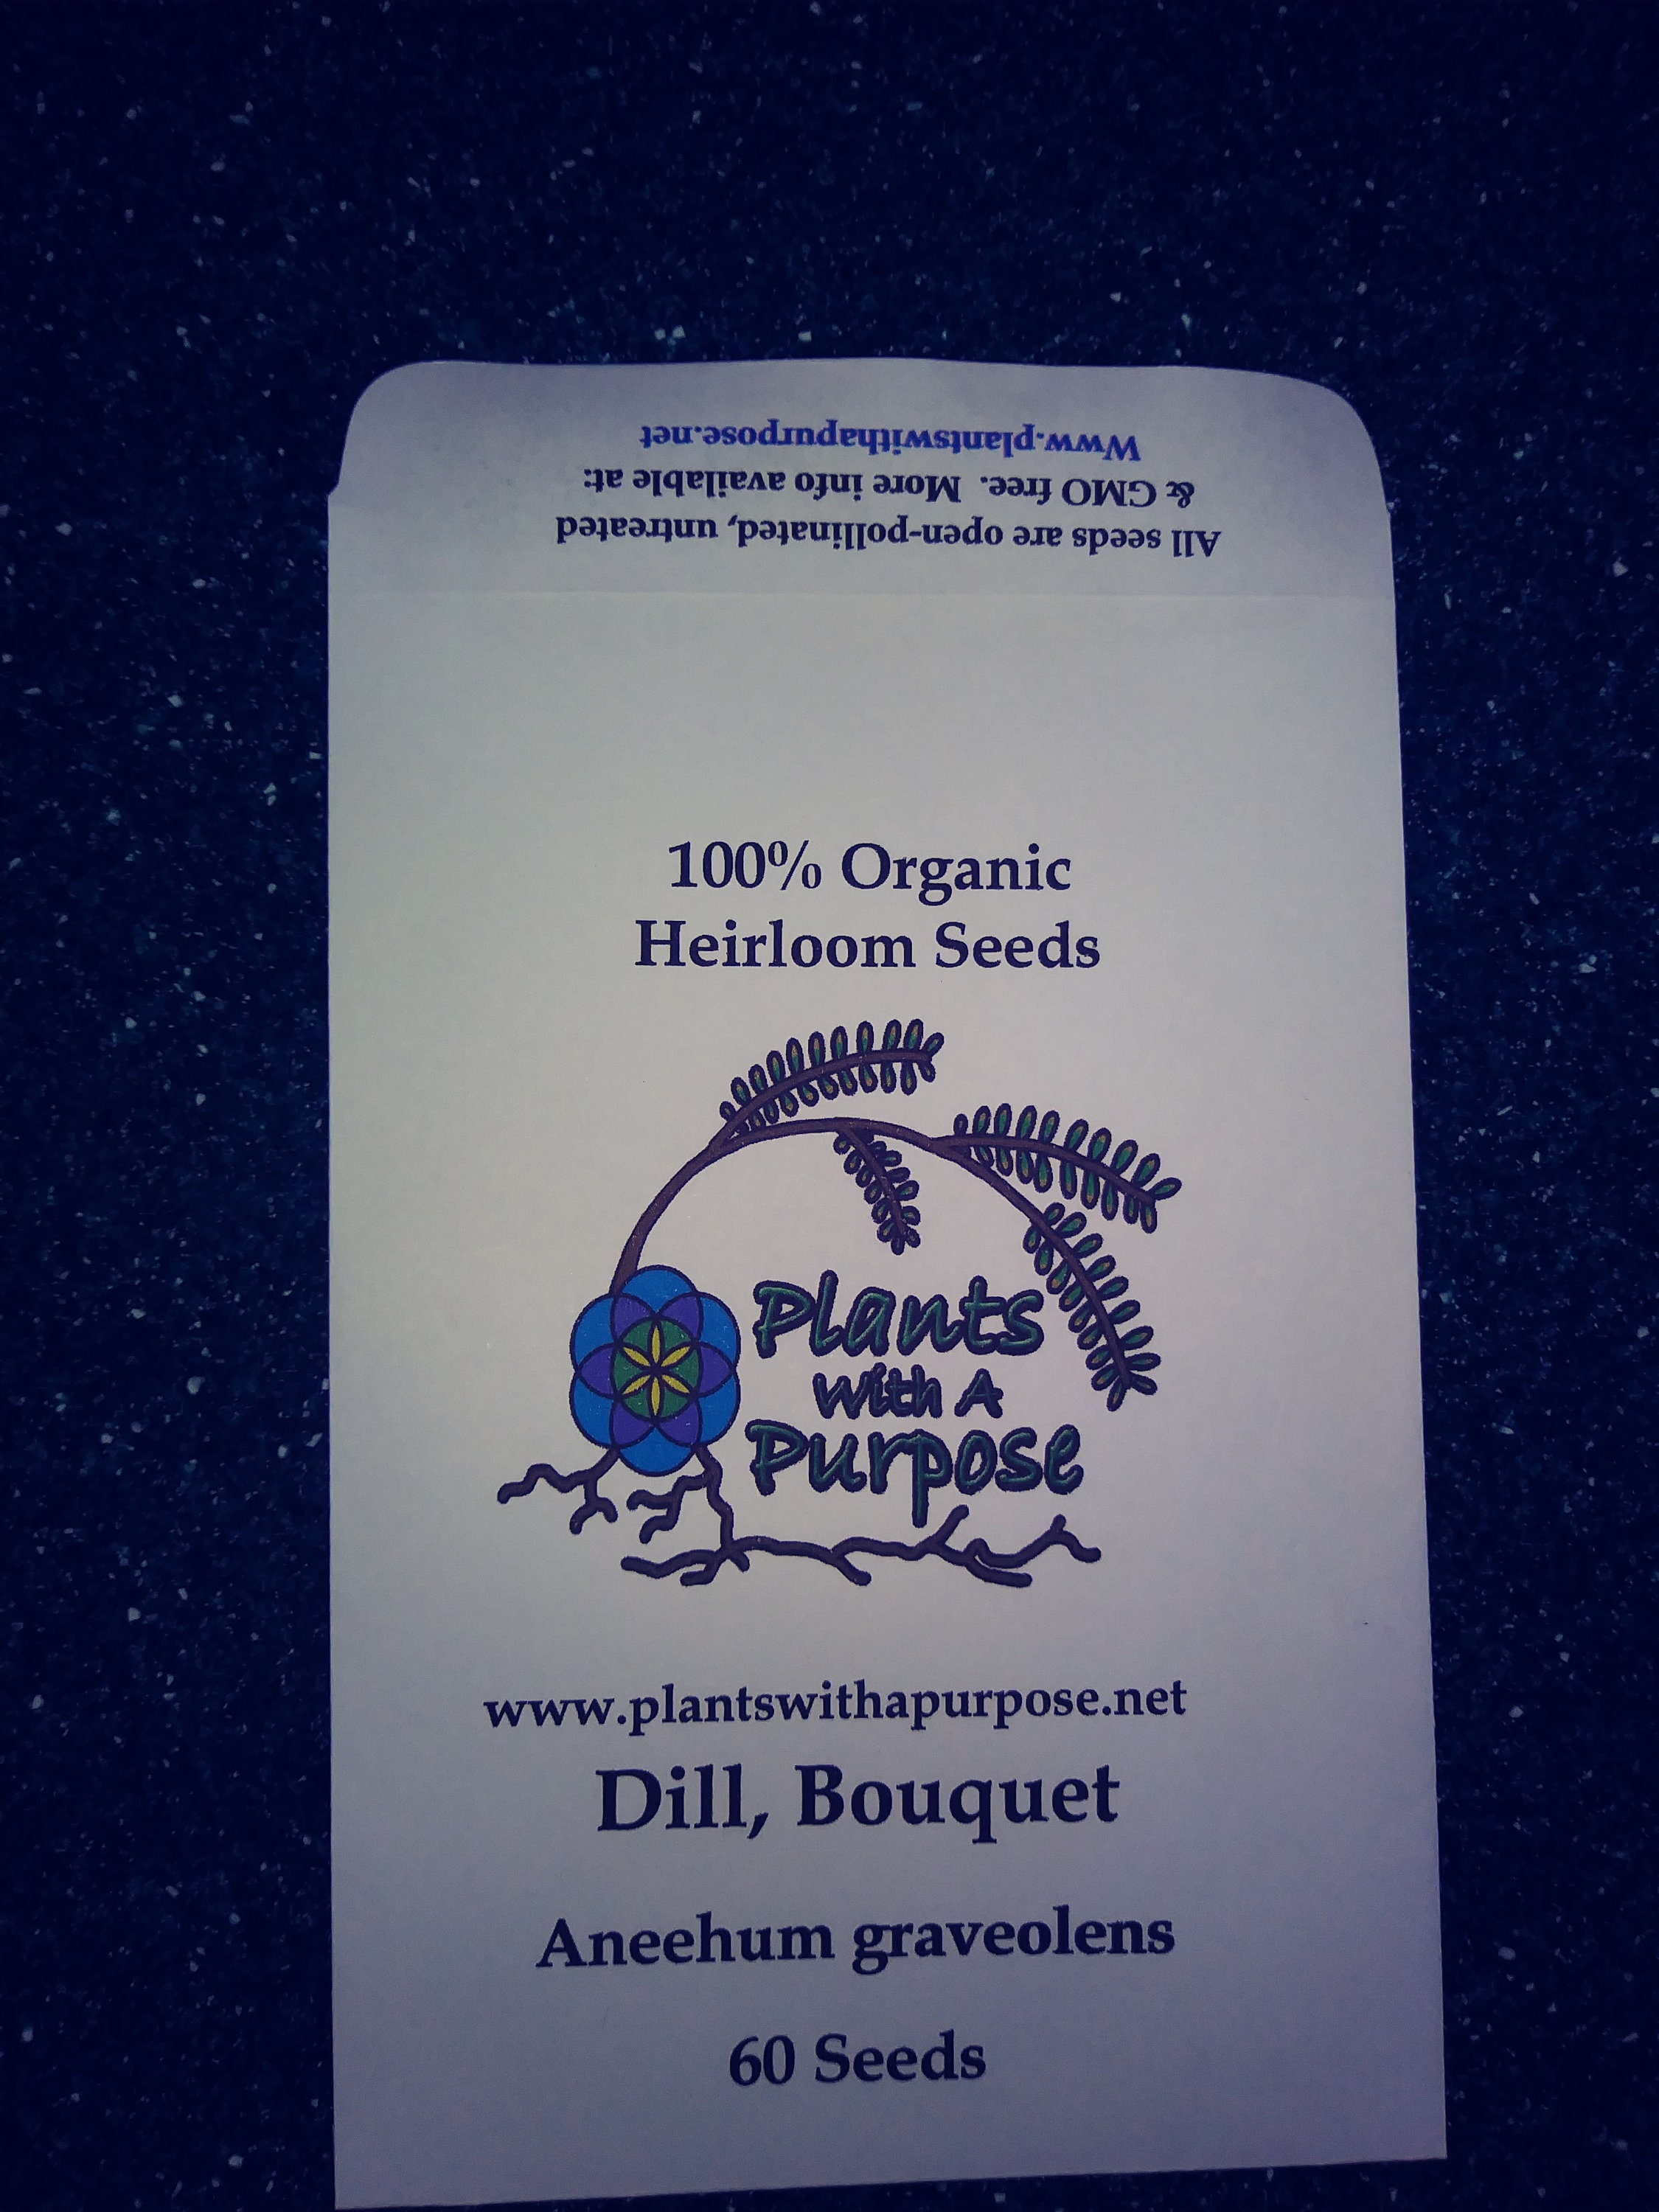 All seeds are open-pollinated, untreated
& GMO free. More info available at:
Www.plantswithapurpose.net
100% Organic
Heirloom Seeds
Plants
With A
Purpose
www.plantswithapurpose.net
Dill, Bouquet
Aneehum graveolens
60 Seeds